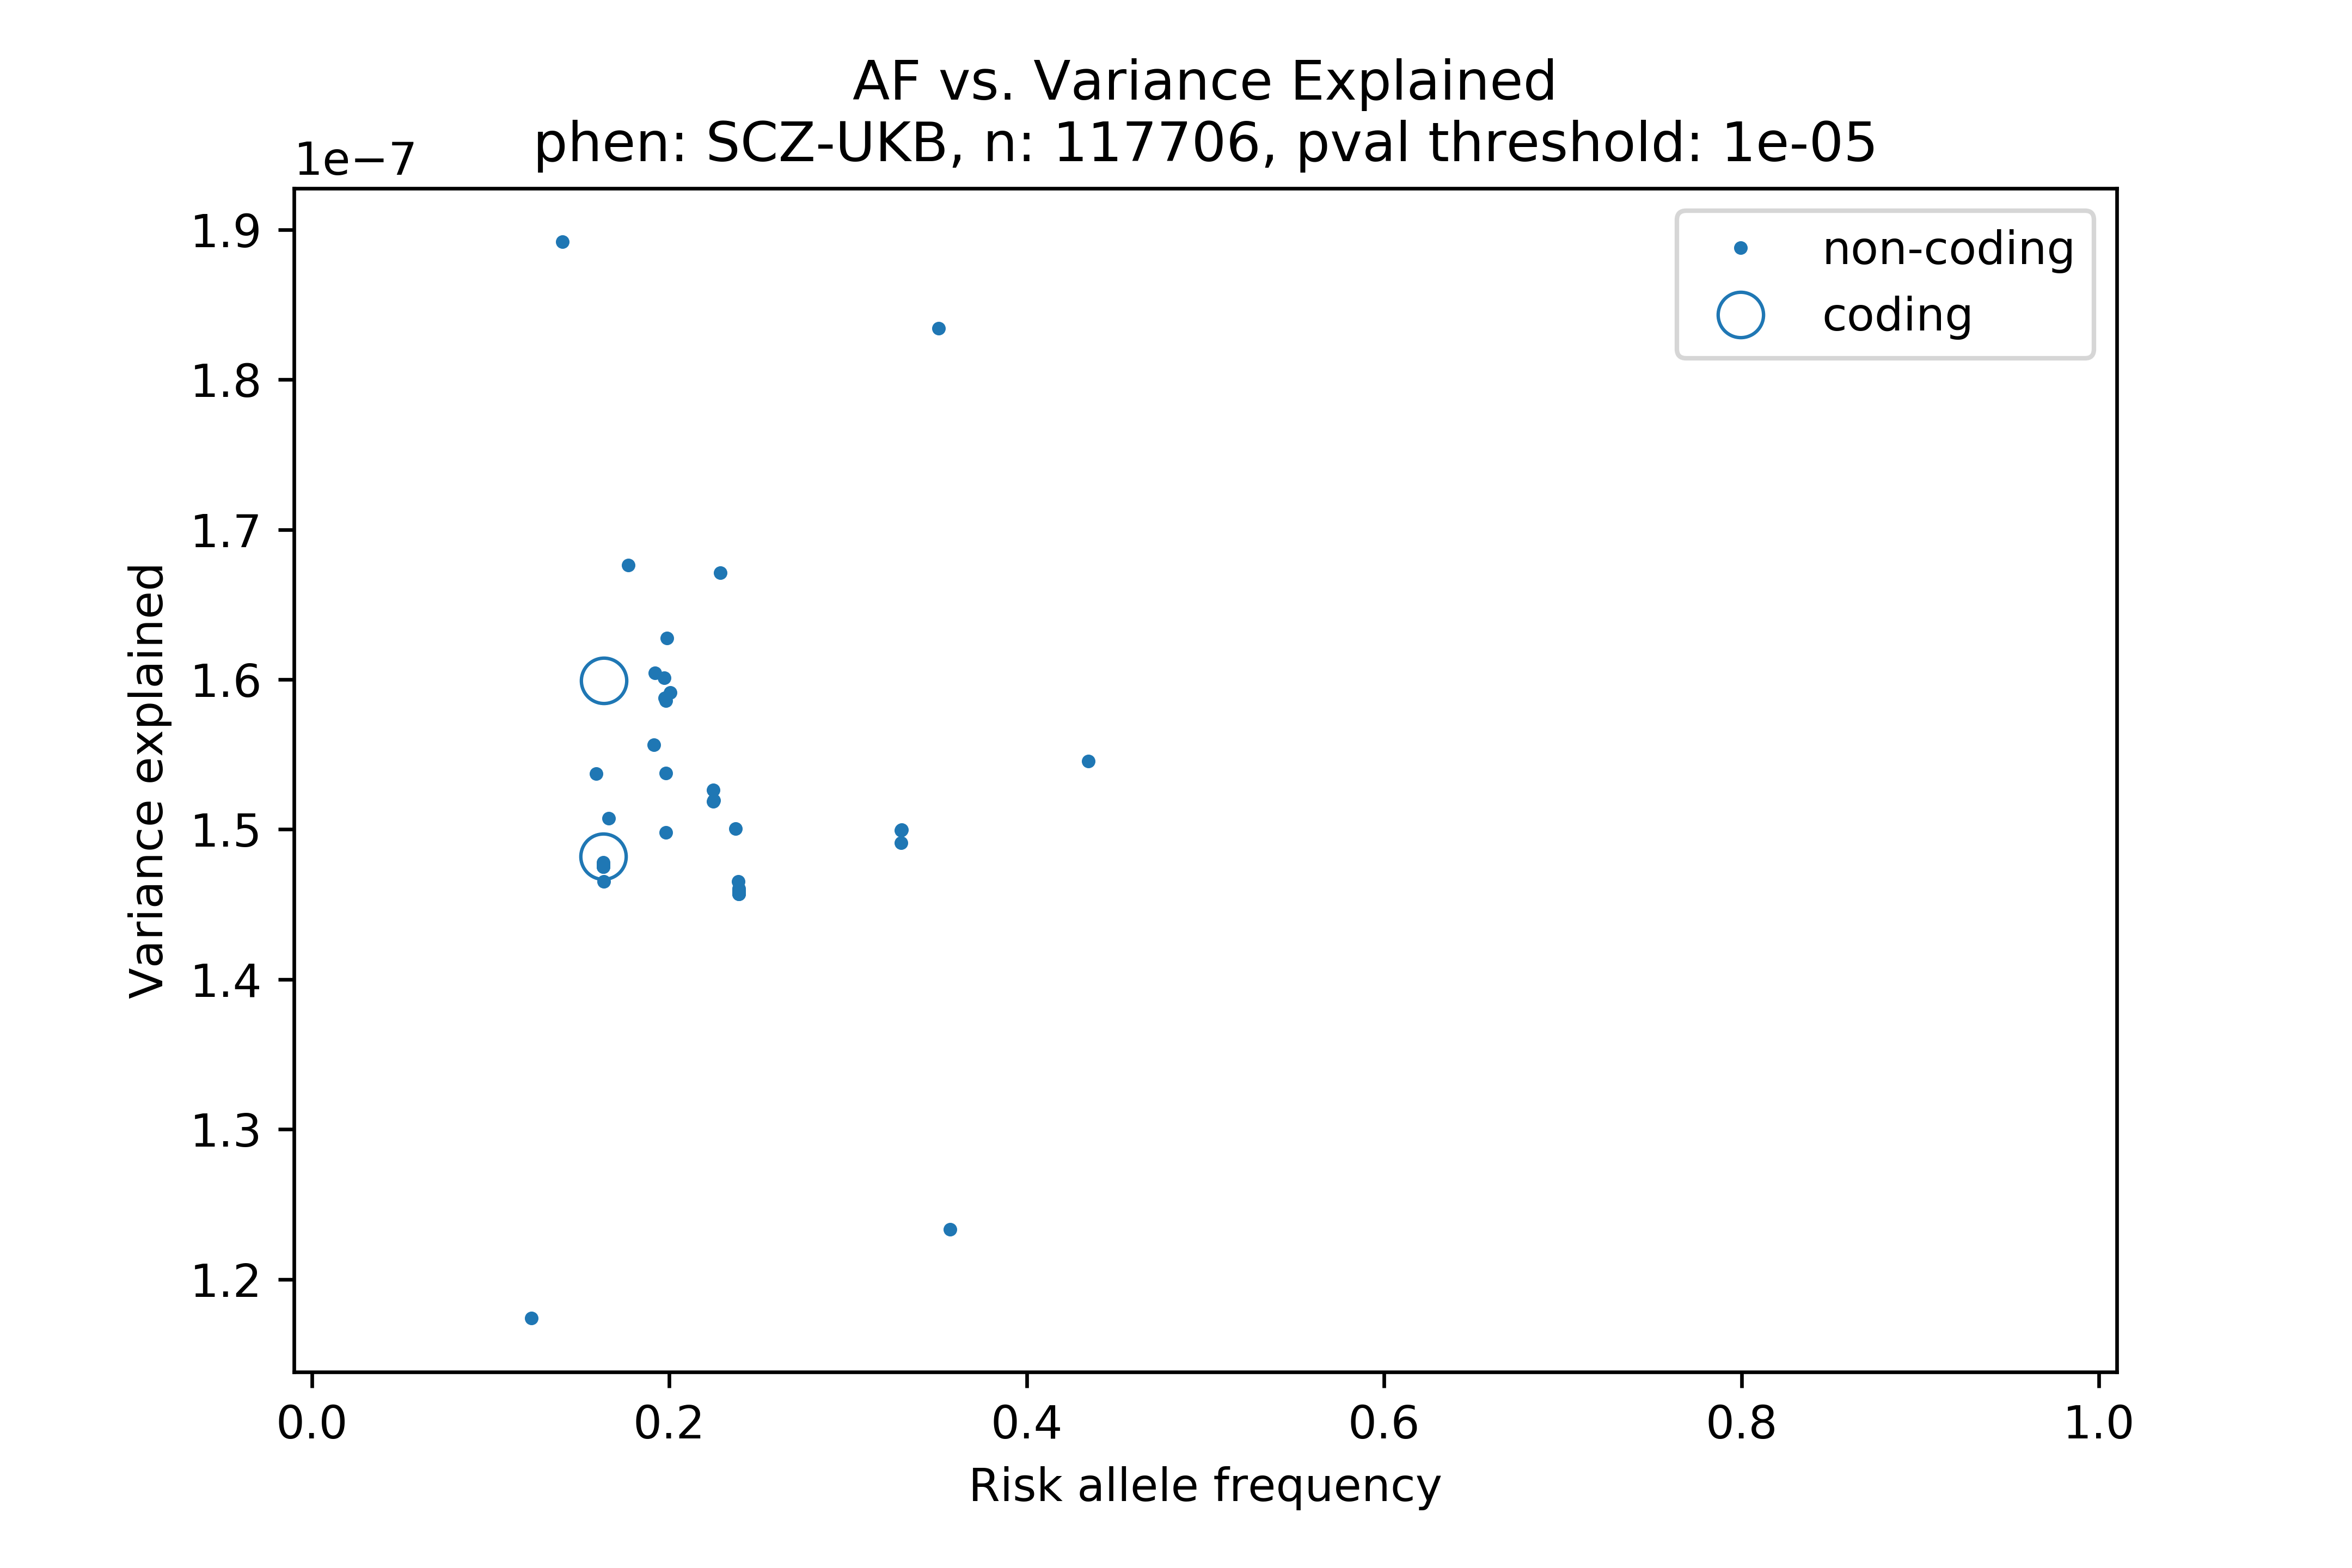 AF vs. Variance Explained
phen: SCZ-UKB, n: 117706, pval threshold: 1e-05
1e−7
1.9
1.8
1.7
1.6
1.5
1.4
1.3
1.2
Variance explained
non-coding
coding
0.0 0.2 0.4 0.6 0.8 1.0
Risk allele frequency